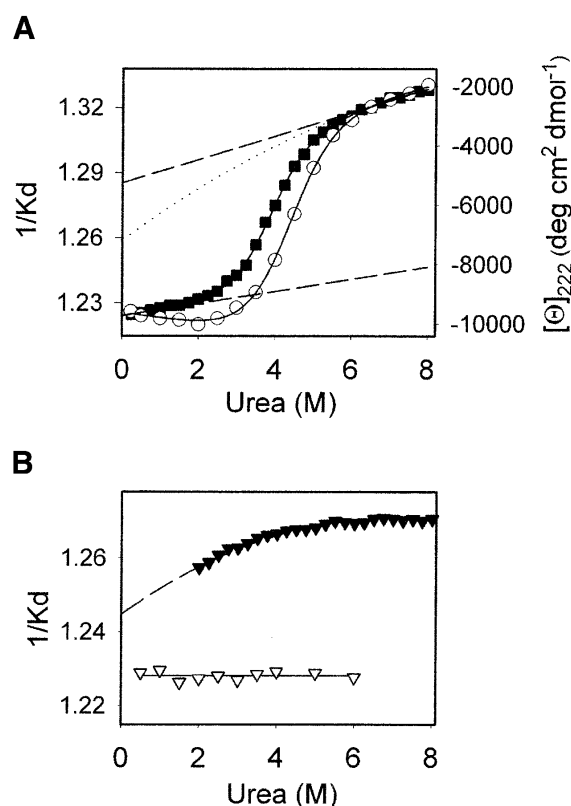 A
1.32
1.29
1.26
1.23
1/Kd
-2000
-4000
-6000
-8000
-10000
[Θ]222 (deg cm2 dmol-1)
0 2 4 6 8
Urea (M)
B
1.26
1.24
1.22
1/Kd
0 2 4 6 8
Urea (M)